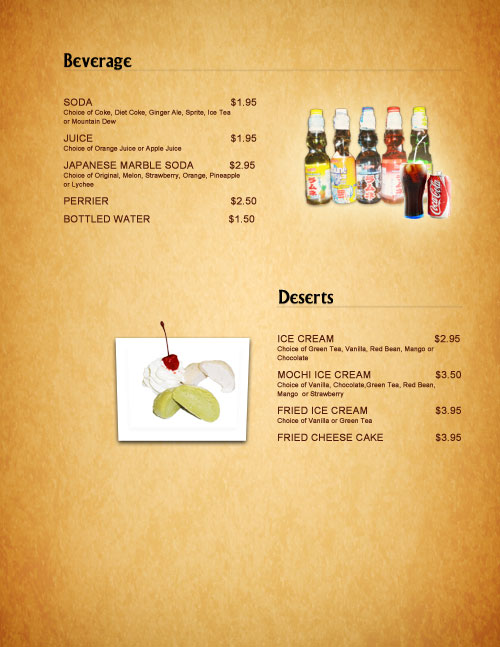 Beverage
SODA $1.95
Choice of Coke, Diet Coke, Ginger Ale, Sprite, Ice Tea
or Mountain Dew
JUICE $1.95
Choice of Orange Juice or Apple Juice
JAPANESE MARBLE SODA $2.95
Choice of Original, Melon, Strawberry, Orange, Pineapple
or Lychee
PERRIER $2.50
BOTTLED WATER $1.50
ラムネ
Coca-Cola
Deserts
ICE CREAM $2.95
Choice of Green Tea, Vanilla, Red Bean, Mango or
Chocolate
MOCHI ICE CREAM $3.50
Choice of Vanilla, Chocolate,Green Tea, Red Bean,
Mango or Strawberry
FRIED ICE CREAM $3.95
Choice of Vanilla or Green Tea
FRIED CHEESE CAKE $3.95